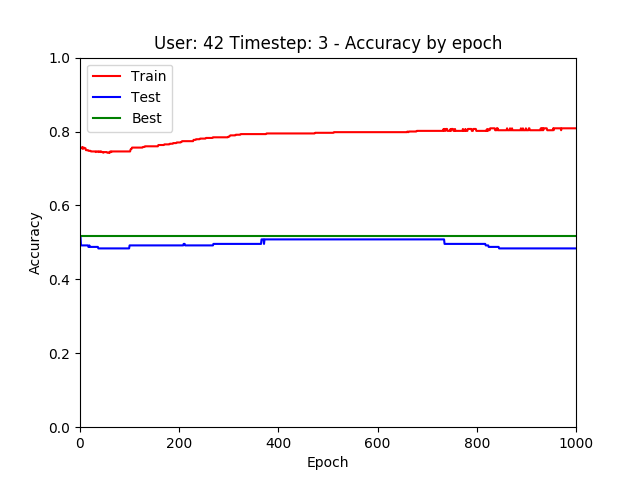 User: 42 Timestep: 3 - Accuracy by epoch
1.0
0.8
0.6
0.4
0.2
0.0
Accuracy
Train
Test
Best
0 200 400 600 800 1000
Epoch